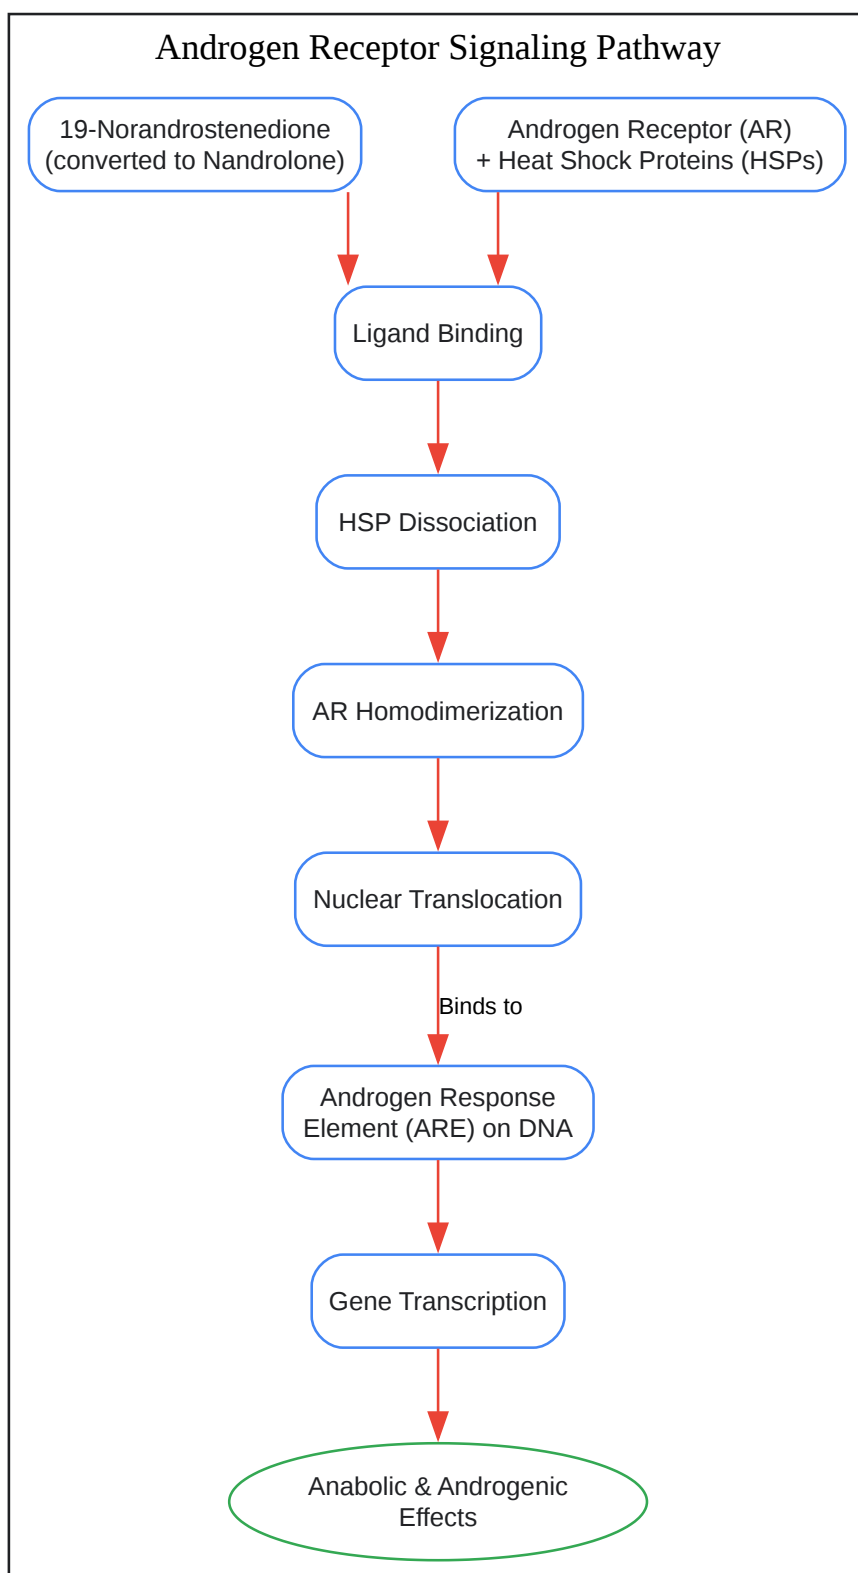 Androgen Receptor Signaling Pathway
19-Norandrostenedione
(converted to Nandrolone)
Androgen Receptor (AR)
+ Heat Shock Proteins (HSPs)
Ligand Binding
HSP Dissociation
AR Homodimerization
Nuclear Translocation
Binds to
Androgen Response
Element (ARE) on DNA
Gene Transcription
Anabolic & Androgenic
Effects